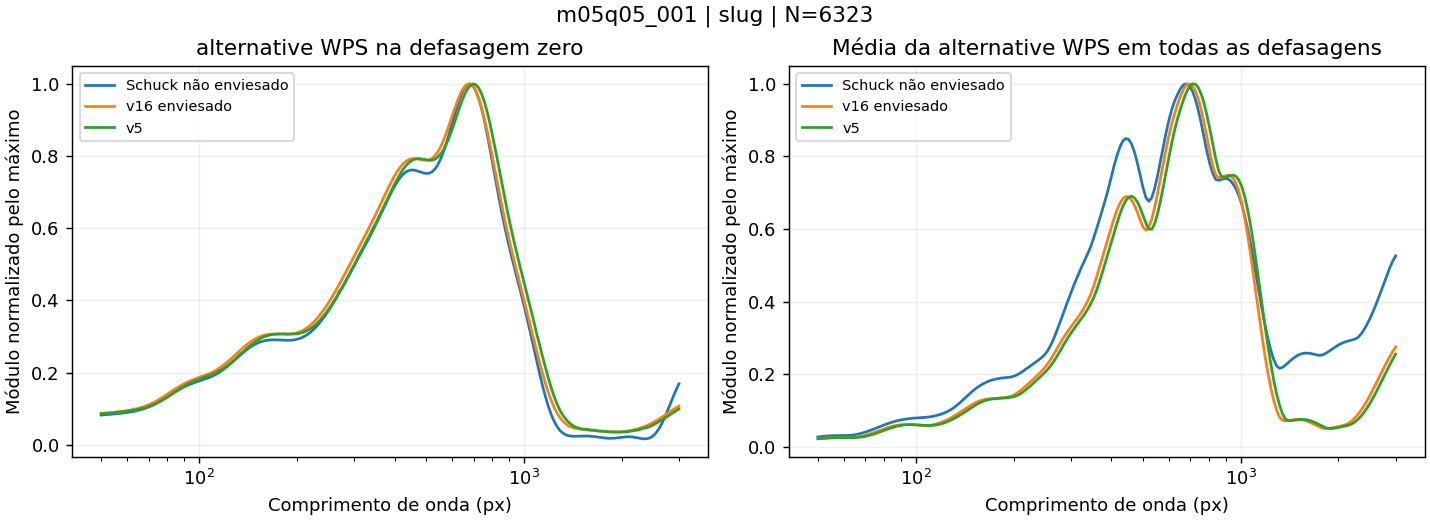 m05q05_001 | slug | N=6323
alternative WPS na defasagem zero
Módulo normalizado pelo máximo
1.0
0.8
0.6
0.4
0.2
0.0
Schuck não enviesado
v16 enviesado
v5
10²
10³
Comprimento de onda (px)
Média da alternative WPS em todas as defasagens
Módulo normalizado pelo máximo
1.0
0.8
0.6
0.4
0.2
0.0
Schuck não enviesado
v16 enviesado
v5
10²
10³
Comprimento de onda (px)